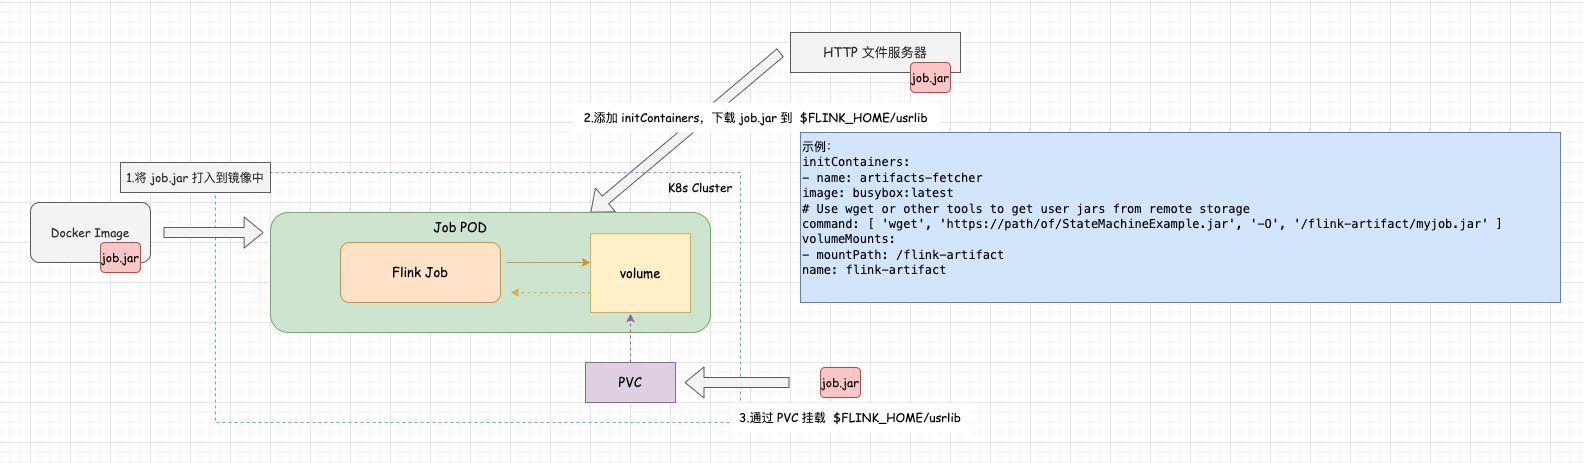 HTTP 文件服务器
job.jar
2.添加 initContainers，下载 job.jar 到 $FLINK_HOME/usrlib
示例：
initContainers:
- name: artifacts-fetcher
image: busybox:latest
# Use wget or other tools to get user jars from remote storage
command: [ 'wget', 'https://path/of/StateMachineExample.jar', '-O', '/flink-artifact/myjob.jar' ]
volumeMounts:
- mountPath: /flink-artifact
name: flink-artifact
1.将 job.jar 打入到镜像中
K8s Cluster
Docker Image
job.jar
Job POD
Flink Job
volume
PVC
job.jar
3.通过 PVC 挂载 $FLINK_HOME/usrlib